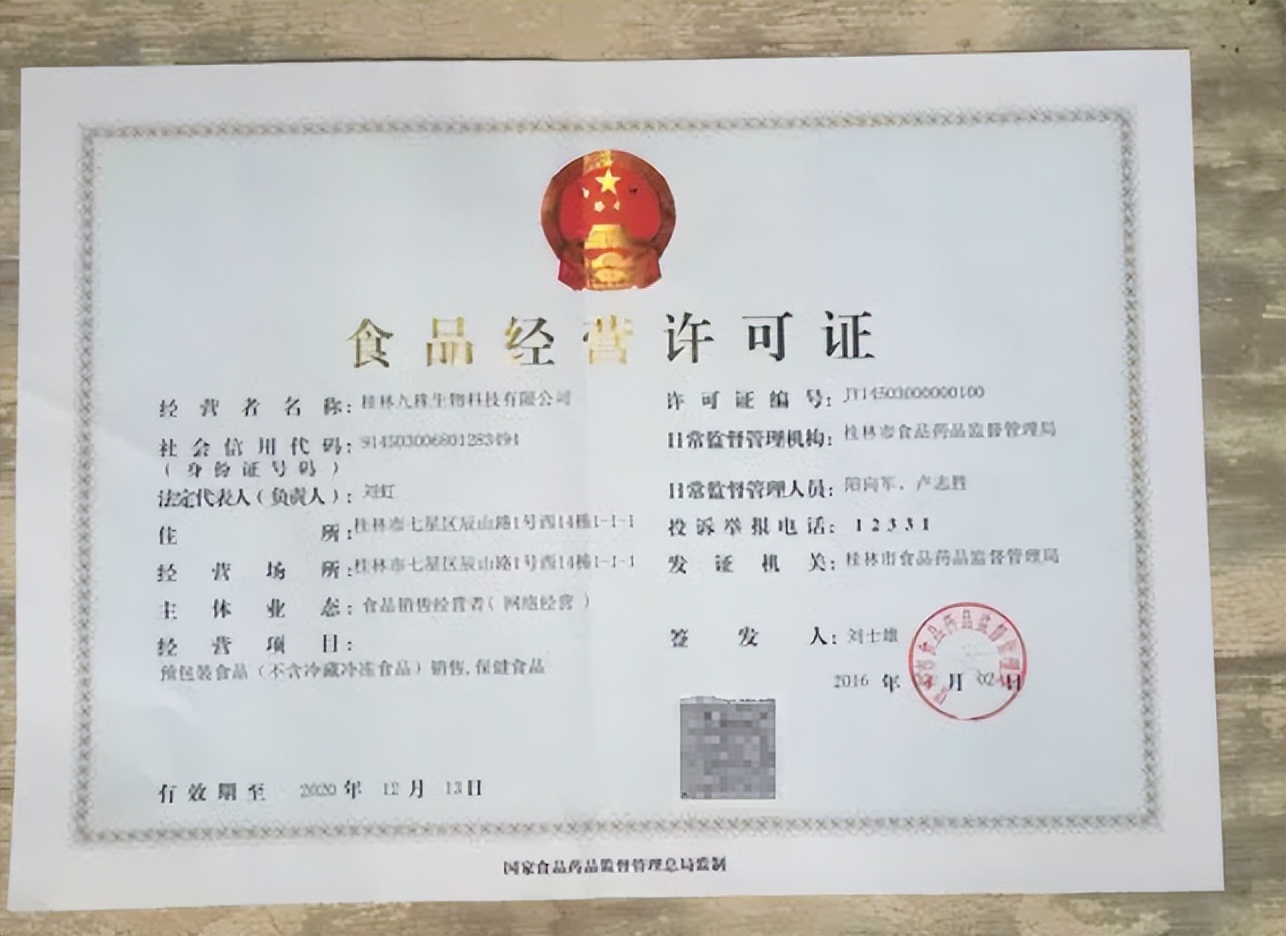 食品经营许可证
经营者名称：桂林九株生物科技有限公司
社会信用代码：914503006801283494
（身份证号码）
法定代表人（负责人）：刘虹
住所：桂林市七星区辰山路1号西14栋1-1-1
经营场所：桂林市七星区辰山路1号西14栋1-1-1
主体业态：食品销售经营者（网络经营）
经营项目：
预包装食品（不含冷藏冷冻食品）销售，保健食品
有效期至 2020年 12月 13日
许可证编号：JY14503000000100
日常监督管理机构：桂林市食品药品监督管理局
日常监督管理人员：阳向军、卢志胜
投诉举报电话：12331
发证机关：桂林市食品药品监督管理局
签发人：刘士雄
2016 年 月 02 日
国家食品药品监督管理总局监制